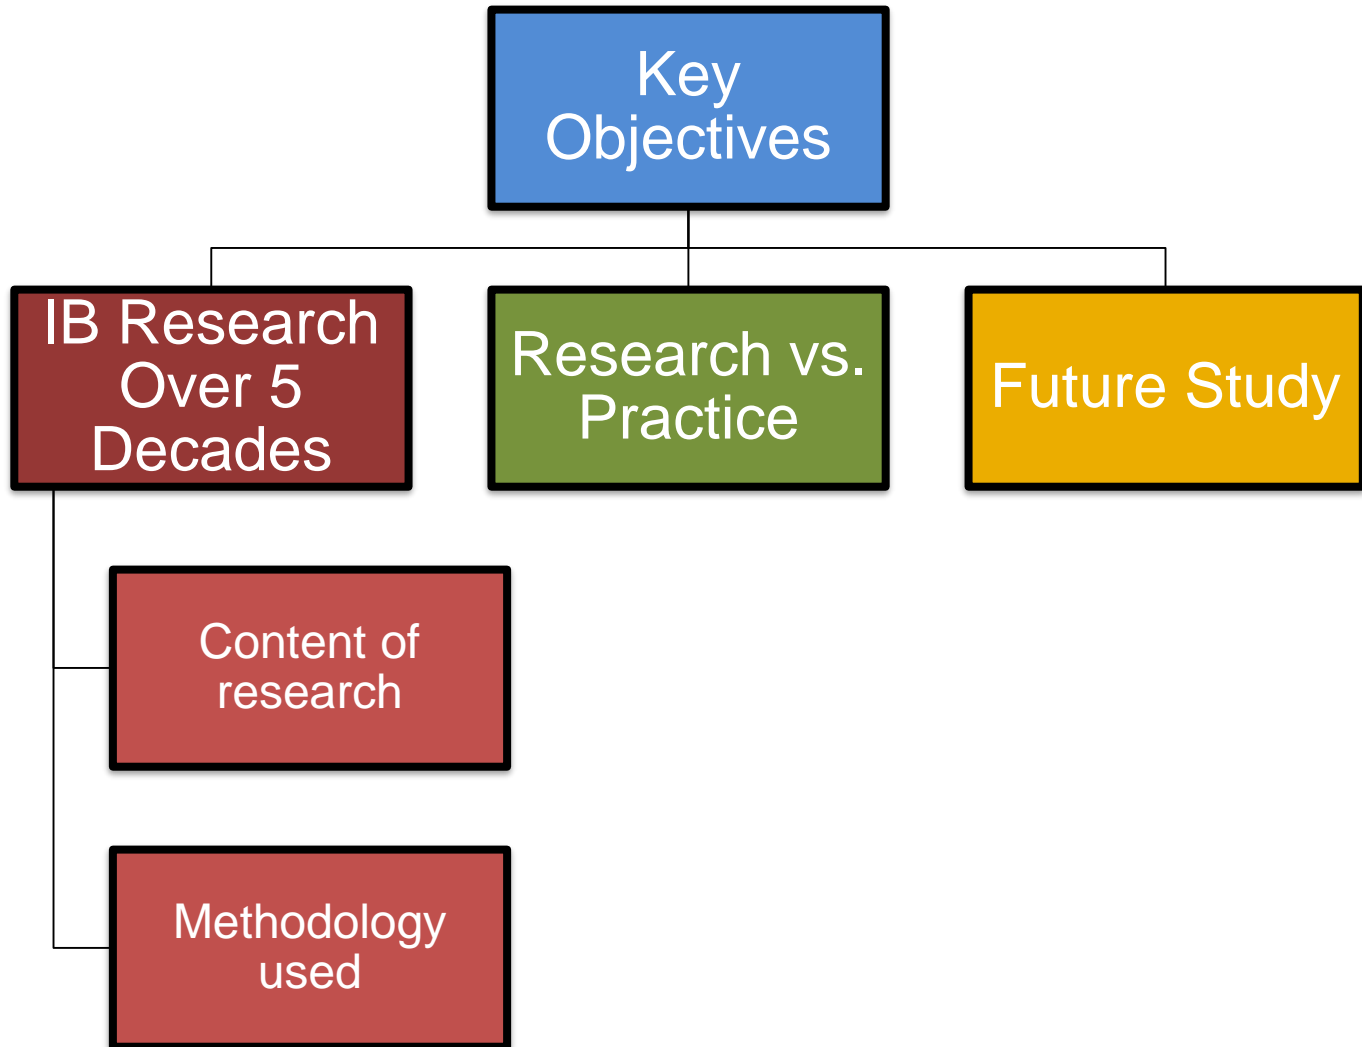 Key
Objectives
IB Research
Over 5
Decades
Research vs.
Practice
Future Study
Content of
research
Methodology
used